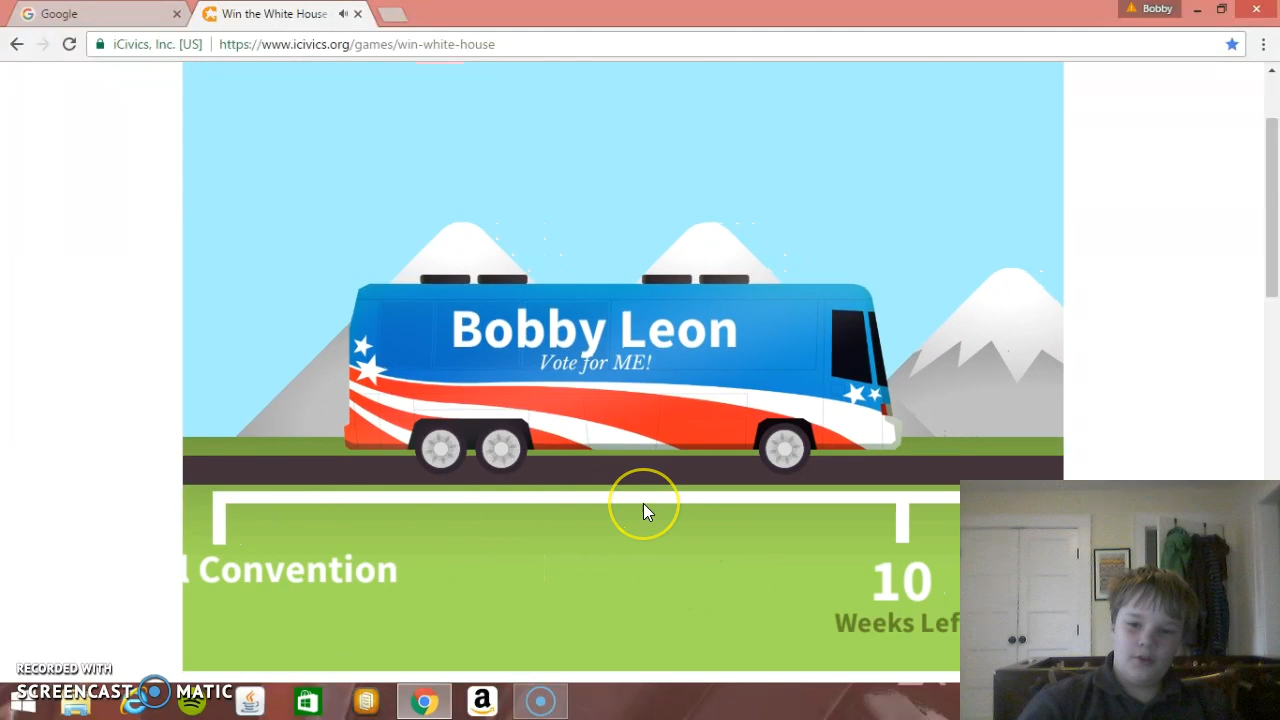 Google
Win the White House
Bobby
iCivics, Inc. [US]
https://www.icivics.org/games/win-white-house
Bobby Leon
Vote for ME!
l Convention
10
Weeks Lef
RECORDED WITH
SCREENCAST MATIC